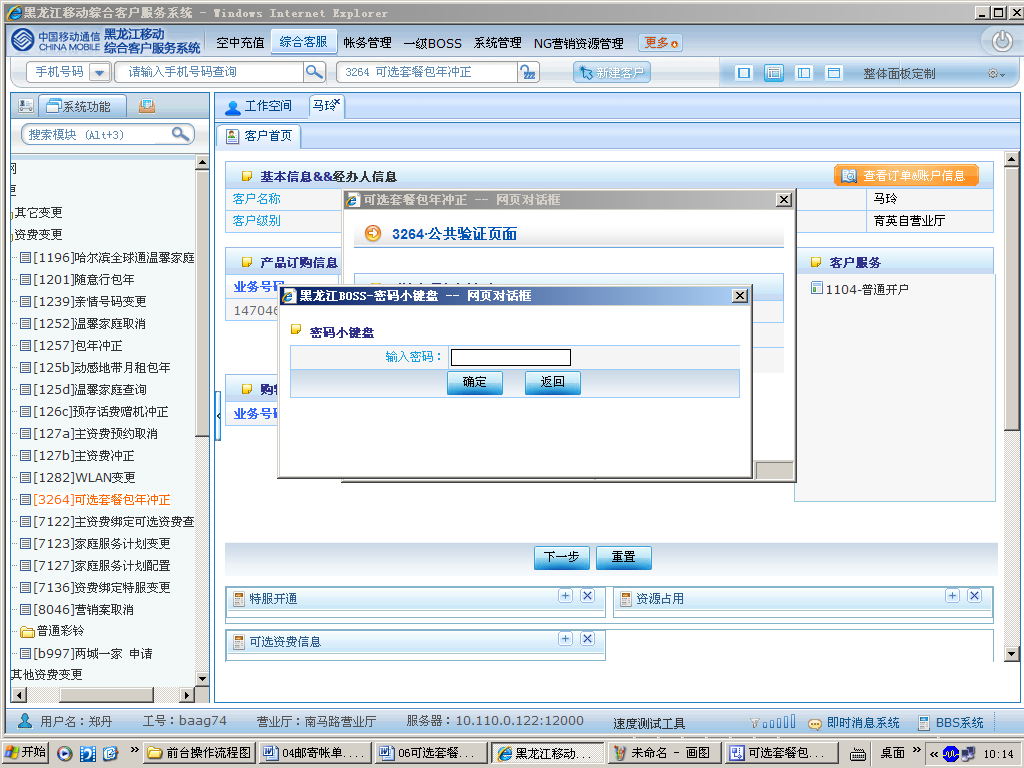 黑龙江移动综合客户服务系统 - Windows Internet Explorer
中国移动通信 CHINA MOBILE 黑龙江移动 综合客户服务系统
空中充值 综合客服 帐务管理 一级BOSS 系统管理 NG营销资源管理 更多
手机号码 请输入手机号码查询 3264 可选套餐包年冲正 新建客户 整体面板定制
系统功能 工作空间 马玲
搜索模块 (Alt+3)
客户首页
其它变更
资费变更
[1196]哈尔滨全球通温馨家庭
[1201]随意行包年
[1239]亲情号码变更
[1252]温馨家庭取消
[1257]包年冲正
[125b]动感地带月租包年
[125d]温馨家庭查询
[126c]预存话费赠机冲正
[127a]主资费预约取消
[127b]主资费冲正
[1282]WLAN变更
[3264]可选套餐包年冲正
[7122]主资费绑定可选资费查
[7123]家庭服务计划变更
[7127]家庭服务计划配置
[7136]资费绑定特服变更
[8046]营销案取消
普通彩铃
[b997]两城一家 申请
其他资费变更
基本信息&&经办人信息 查看订单&账户信息
客户名称 马玲
客户级别 育英自营业厅
产品订购信息
业务号码
147046
业务号码
客户服务
1104-普通开户
可选套餐包年冲正 -- 网页对话框
3264·公共验证页面
黑龙江BOSS-密码小键盘 -- 网页对话框
密码小键盘
输入密码：
确定 返回
下一步 重置
特服开通 资源占用
可选资费信息
用户名：郑丹 工号：baag74 营业厅：南马路营业厅 服务器：10.110.0.122:12000 速度测试工具 即时消息系统 BBS系统
开始 前台操作流程图 04邮寄帐单... 06可选套餐... 黑龙江移动... 未命名 - 画图 可选套餐包... 桌面 10:14